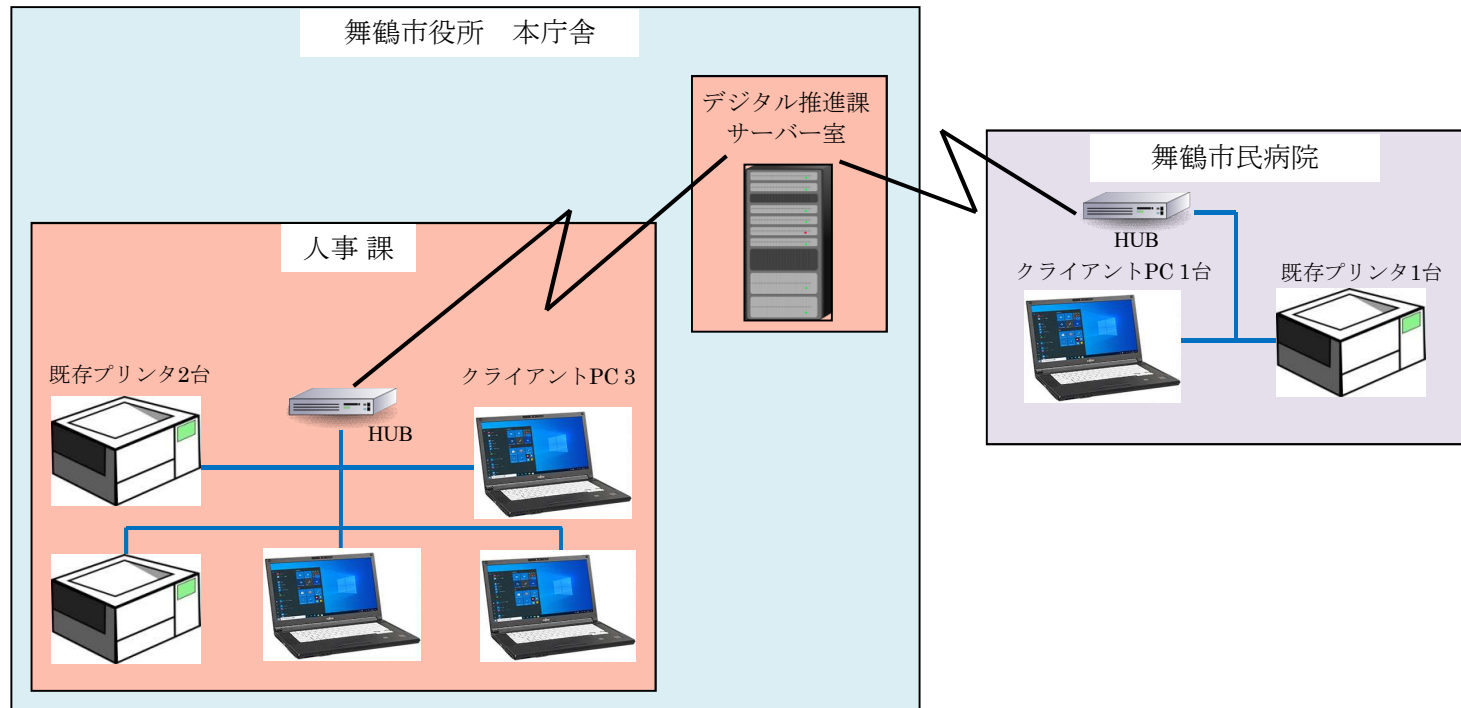 舞鶴市役所　本庁舎
デジタル推進課
サーバー室
舞鶴市民病院
HUB
クライアントPC 1台
既存プリンタ1台
人事 課
既存プリンタ2台
クライアントPC 3
HUB